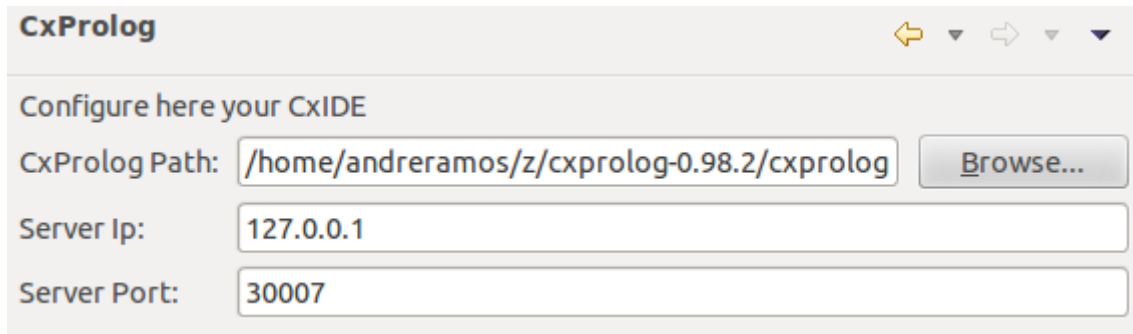 CxProlog
Configure here your CxIDE
CxProlog Path: /home/andreramos/z/cxprolog-0.98.2/cxprolog Browse...
Server Ip: 127.0.0.1
Server Port: 30007